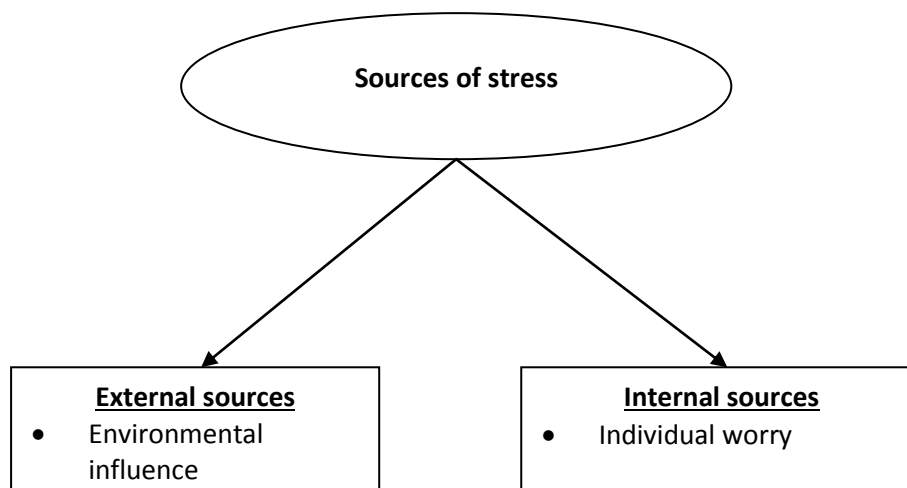 Sources of stress
External sources
• Environmental
influence
Internal sources
• Individual worry